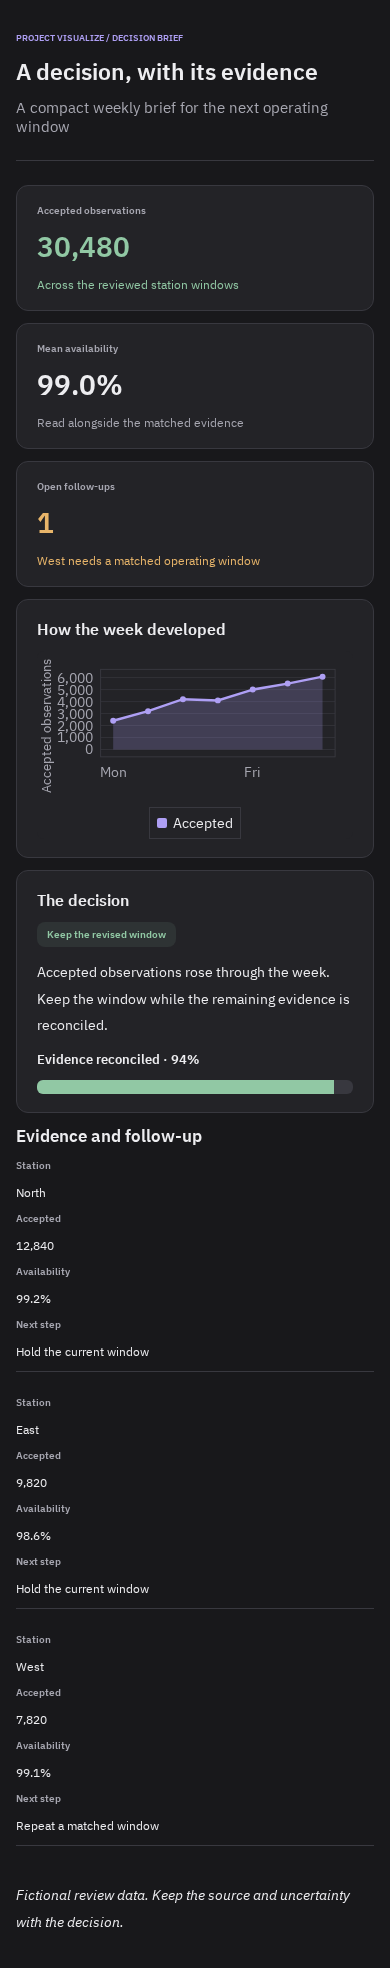 PROJECT VISUALIZE / DECISION BRIEF
A decision, with its evidence
A compact weekly brief for the next operating
window
Accepted observations
30,480
Across the reviewed station windows
Mean availability
99.0%
Read alongside the matched evidence
Open follow-ups
1
West needs a matched operating window
How the week developed
Accepted observations
6,000
5,000
4,000
3,000
2,000
1,000
0
Mon
Fri
Accepted
The decision
Keep the revised window
Accepted observations rose through the week.
Keep the window while the remaining evidence is
reconciled.
Evidence reconciled · 94%
Evidence and follow-up
Station
North
Accepted
12,840
Availability
99.2%
Next step
Hold the current window
Station
East
Accepted
9,820
Availability
98.6%
Next step
Hold the current window
Station
West
Accepted
7,820
Availability
99.1%
Next step
Repeat a matched window
Fictional review data. Keep the source and uncertainty
with the decision.